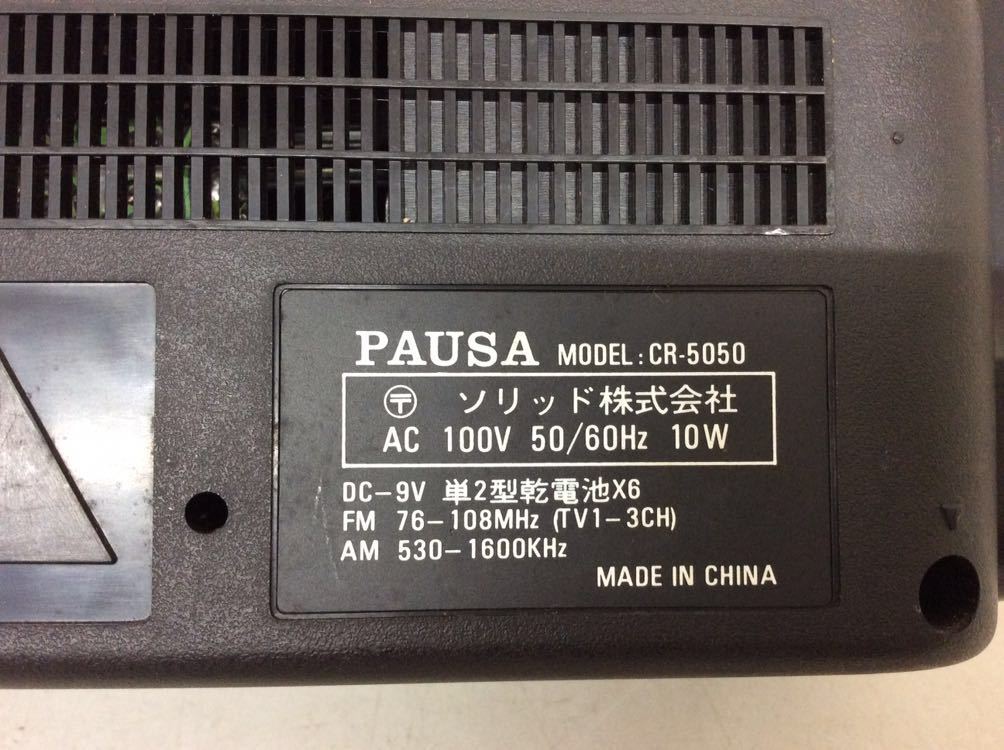 PAUSA MODEL : CR-5050
〶 ソリッド株式会社
AC 100V 50/60Hz 10W
DC-9V 単2型乾電池X6
FM 76-108MHz (TV1-3CH)
AM 530-1600KHz
MADE IN CHINA